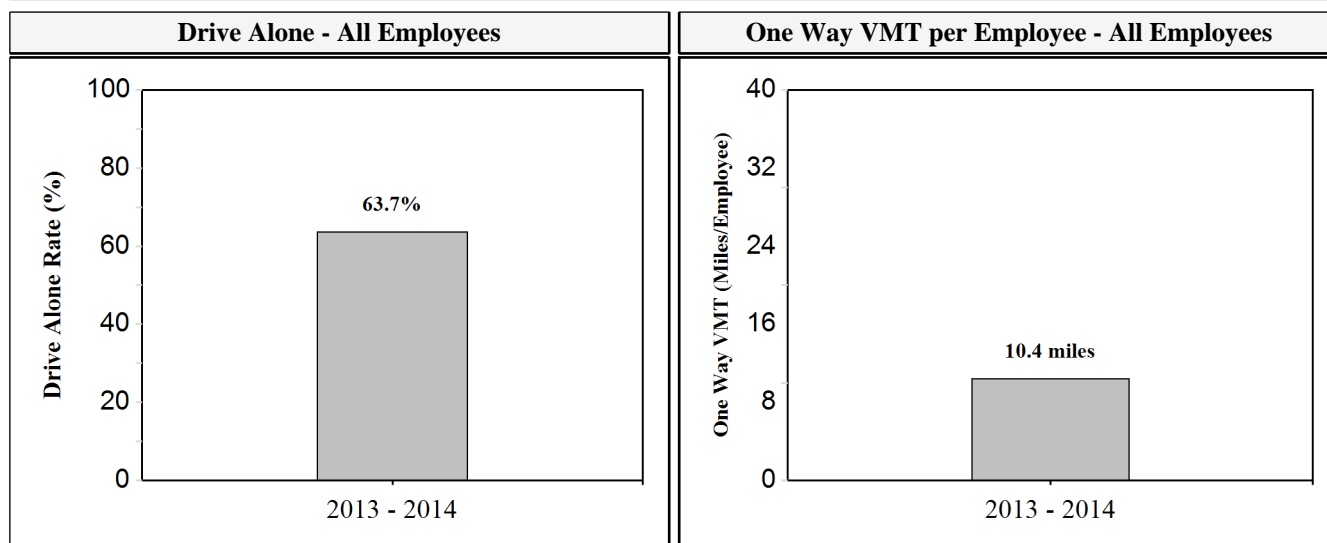 Drive Alone - All Employees
One Way VMT per Employee - All Employees
Drive Alone Rate (%)
100
80
60
40
20
0
63.7%
2013 - 2014
One Way VMT (Miles/Employee)
40
32
24
16
8
0
10.4 miles
2013 - 2014